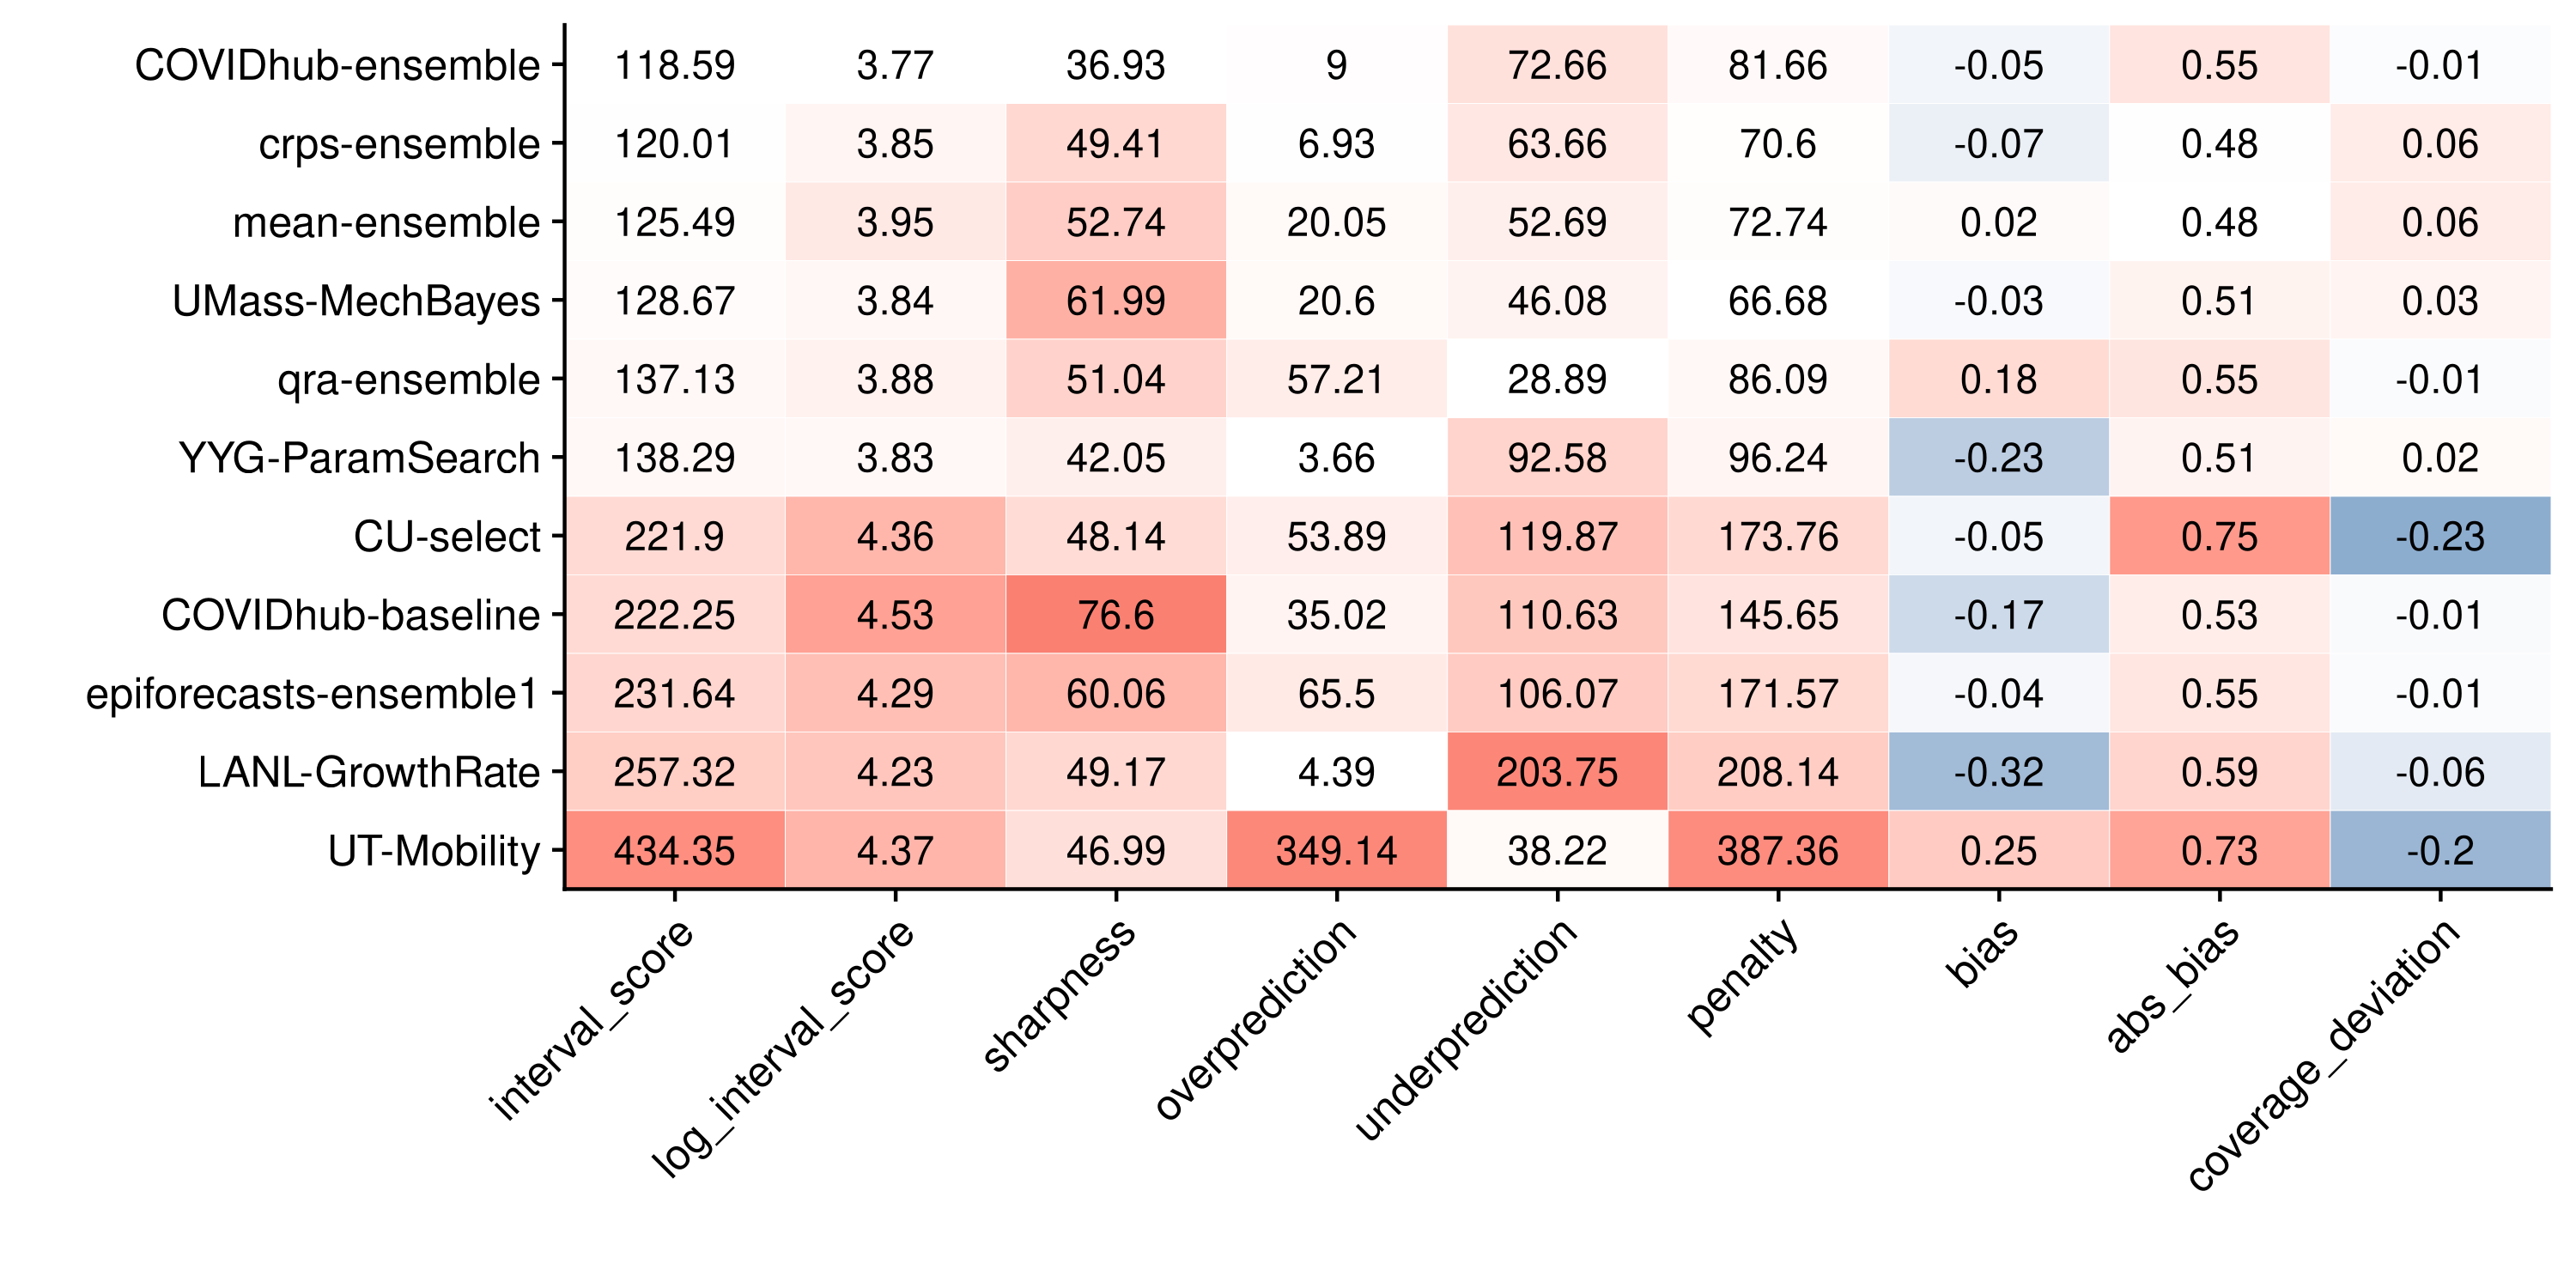 COVIDhub-ensemble 118.59 3.77 36.93 9 72.66 81.66 -0.05 0.55 -0.01
crps-ensemble 120.01 3.85 49.41 6.93 63.66 70.6 -0.07 0.48 0.06
mean-ensemble 125.49 3.95 52.74 20.05 52.69 72.74 0.02 0.48 0.06
UMass-MechBayes 128.67 3.84 61.99 20.6 46.08 66.68 -0.03 0.51 0.03
qra-ensemble 137.13 3.88 51.04 57.21 28.89 86.09 0.18 0.55 -0.01
YYG-ParamSearch 138.29 3.83 42.05 3.66 92.58 96.24 -0.23 0.51 0.02
CU-select 221.9 4.36 48.14 53.89 119.87 173.76 -0.05 0.75 -0.23
COVIDhub-baseline 222.25 4.53 76.6 35.02 110.63 145.65 -0.17 0.53 -0.01
epiforecasts-ensemble1 231.64 4.29 60.06 65.5 106.07 171.57 -0.04 0.55 -0.01
LANL-GrowthRate 257.32 4.23 49.17 4.39 203.75 208.14 -0.32 0.59 -0.06
UT-Mobility 434.35 4.37 46.99 349.14 38.22 387.36 0.25 0.73 -0.2
interval_score log_interval_score sharpness overprediction underprediction penalty bias abs_bias coverage_deviation